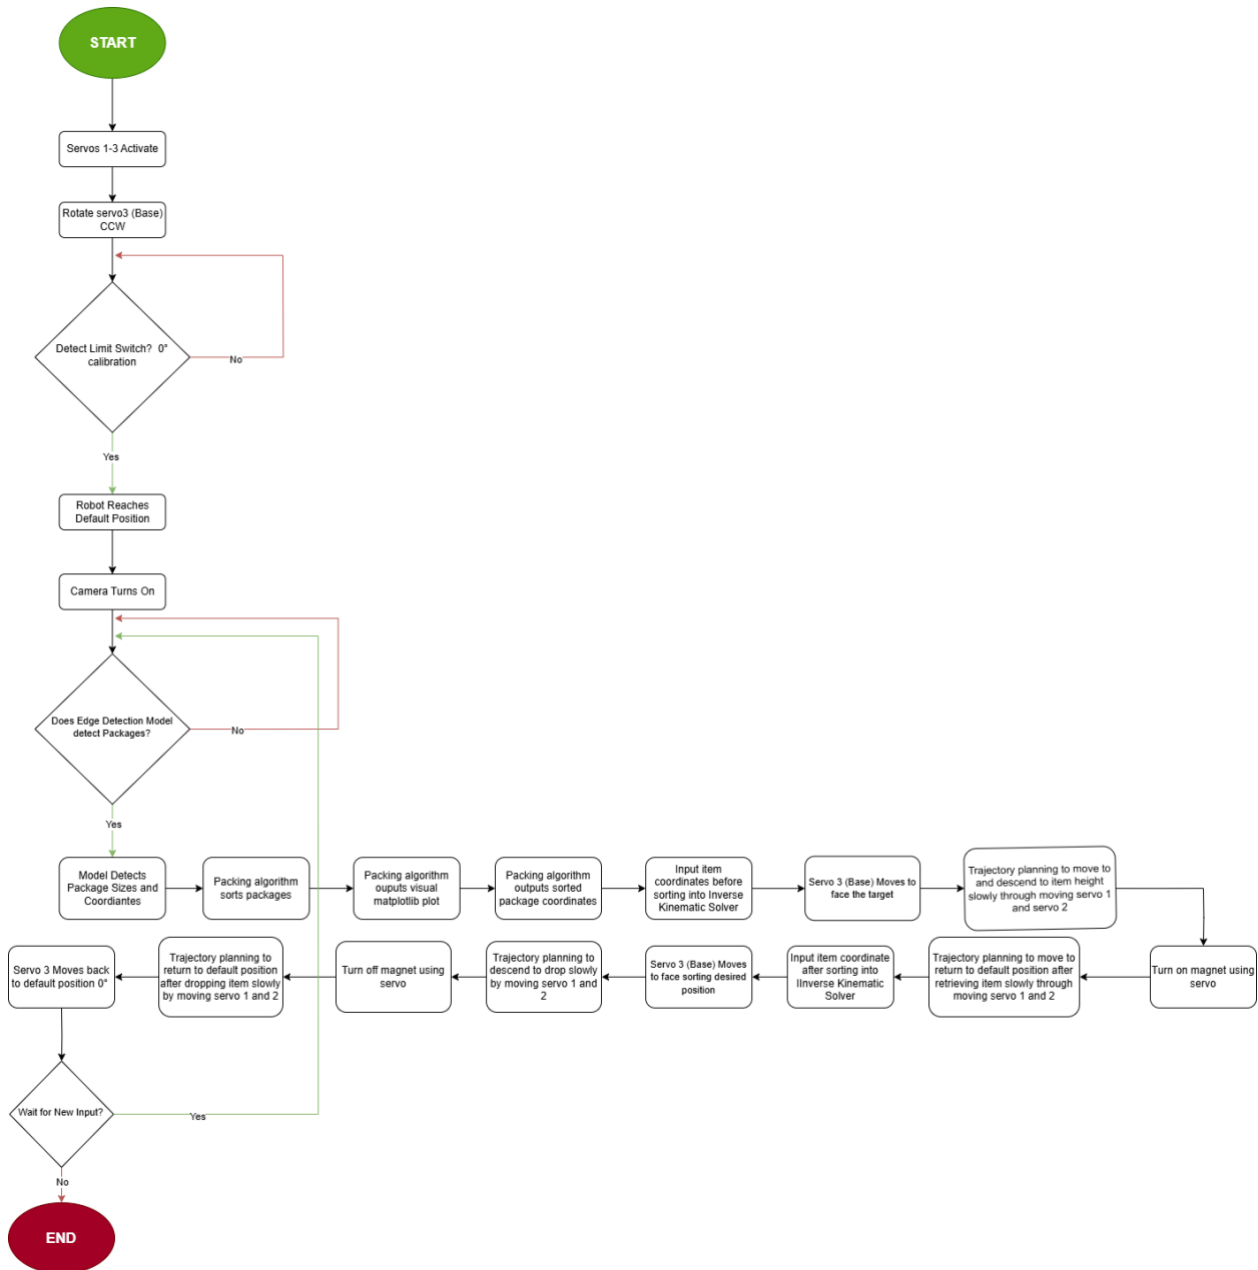 START
Servos 1-3 Activate
Rotate servo3 (Base)
CCW
Detect Limit Switch?  0°
calibration
No
Yes
Robot Reaches
Default Position
Camera Turns On
Does Edge Detection Model
detect Packages?
No
Yes
Model Detects
Package Sizes and
Coordiantes
Packing algorithm
sorts packages
Packing algorithm
ouputs visual
matplotlib plot
Packing algorithm
outputs sorted
package coordinates
Input item
coordinates before
sorting into Inverse
Kinematic Solver
Servo 3 (Base) Moves to
face the target
Trajectory planning to move to
and descend to item height
slowly through moving servo 1
and servo 2
Turn on magnet using
servo
Trajectory planning to move to
return to default position after
retrieving item slowly through
moving servo 1 and 2
Input item coordinate
after sorting into
IInverse Kinematic
Solver
Servo 3 (Base) Moves
to face sorting desired
position
Trajectory planning to
descend to drop slowly
by moving servo 1 and
2
Turn off magnet using
servo
Trajectory planning to
return to default position
after dropping item slowly
by moving servo 1 and 2
Servo 3 Moves back
to default position 0°
Wait for New Input?
Yes
No
END